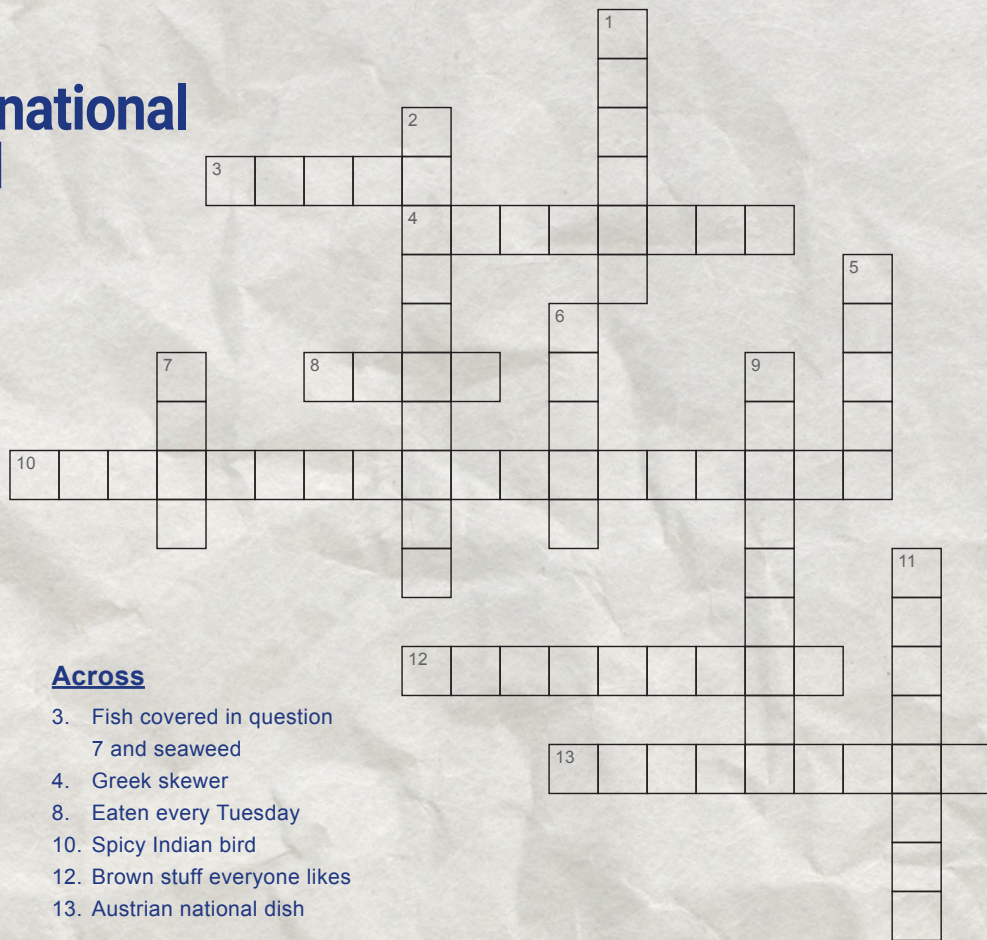 national
1
2
3
4
5
6
7
8
9
10
11
12
13
Across
3. Fish covered in question
7 and seaweed
4. Greek skewer
8. Eaten every Tuesday
10. Spicy Indian bird
12. Brown stuff everyone likes
13. Austrian national dish